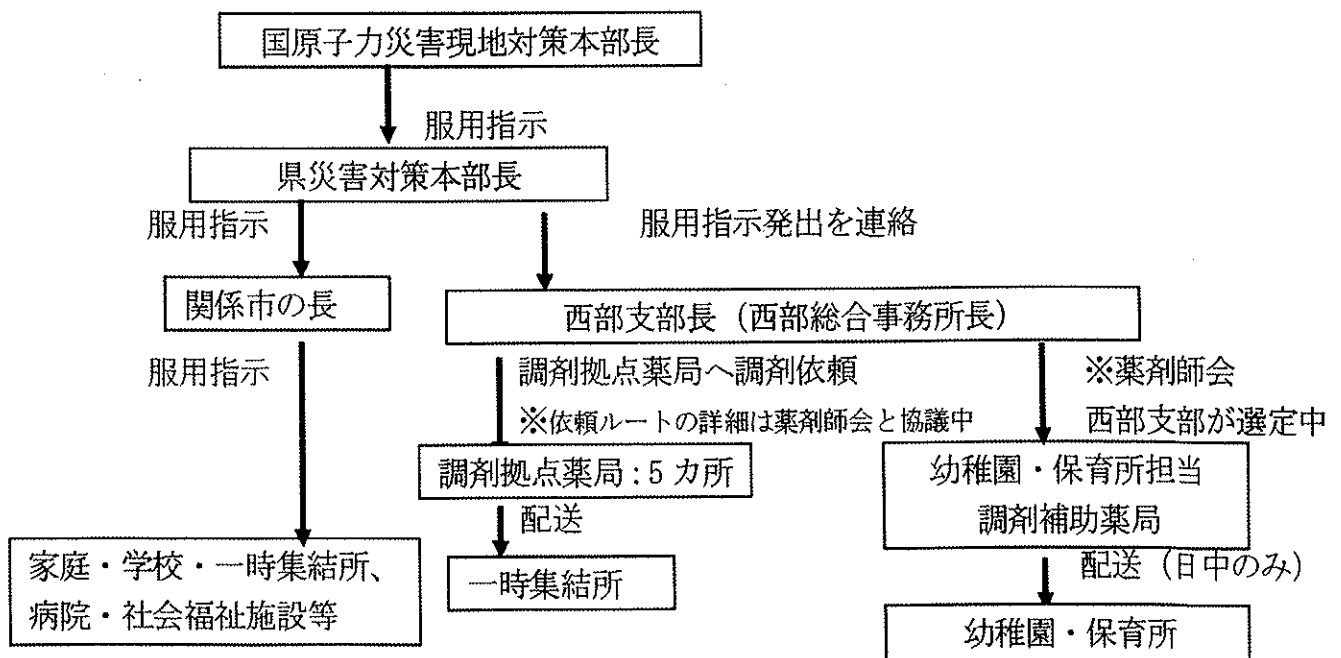 国原子力災害現地対策本部長
服用指示
県災害対策本部長
服用指示
服用指示発出を連絡
関係市の長
西部支部長（西部総合事務所長）
服用指示
調剤拠点薬局へ調剤依頼
※依頼ルートの詳細は薬剤師会と協議中
※薬剤師会
西部支部が選定中
調剤拠点薬局：5カ所
幼稚園・保育所担当
調剤補助薬局
配送
配送（日中のみ）
家庭・学校・一時集結所、
病院・社会福祉施設等
一時集結所
幼稚園・保育所